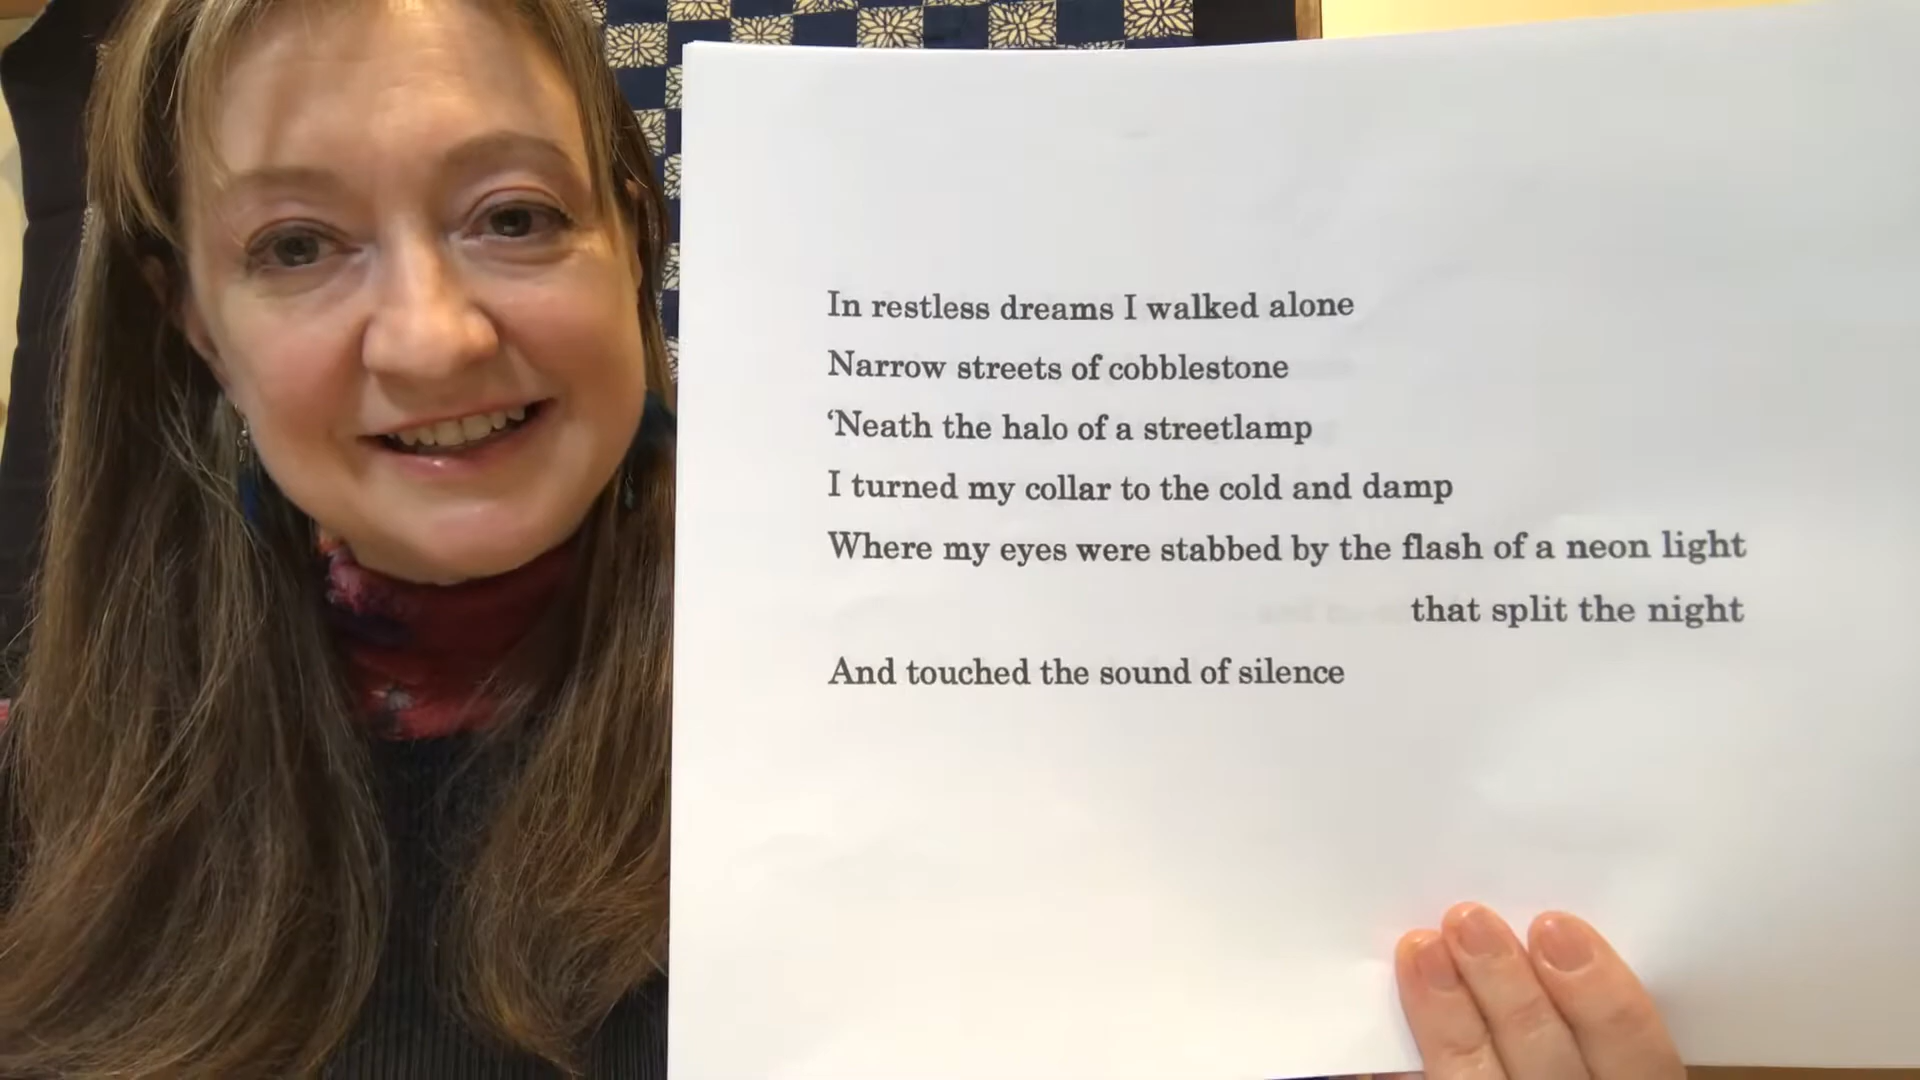 In restless dreams I walked alone
Narrow streets of cobblestone
‘Neath the halo of a streetlamp
I turned my collar to the cold and damp
Where my eyes were stabbed by the flash of a neon light
that split the night
And touched the sound of silence